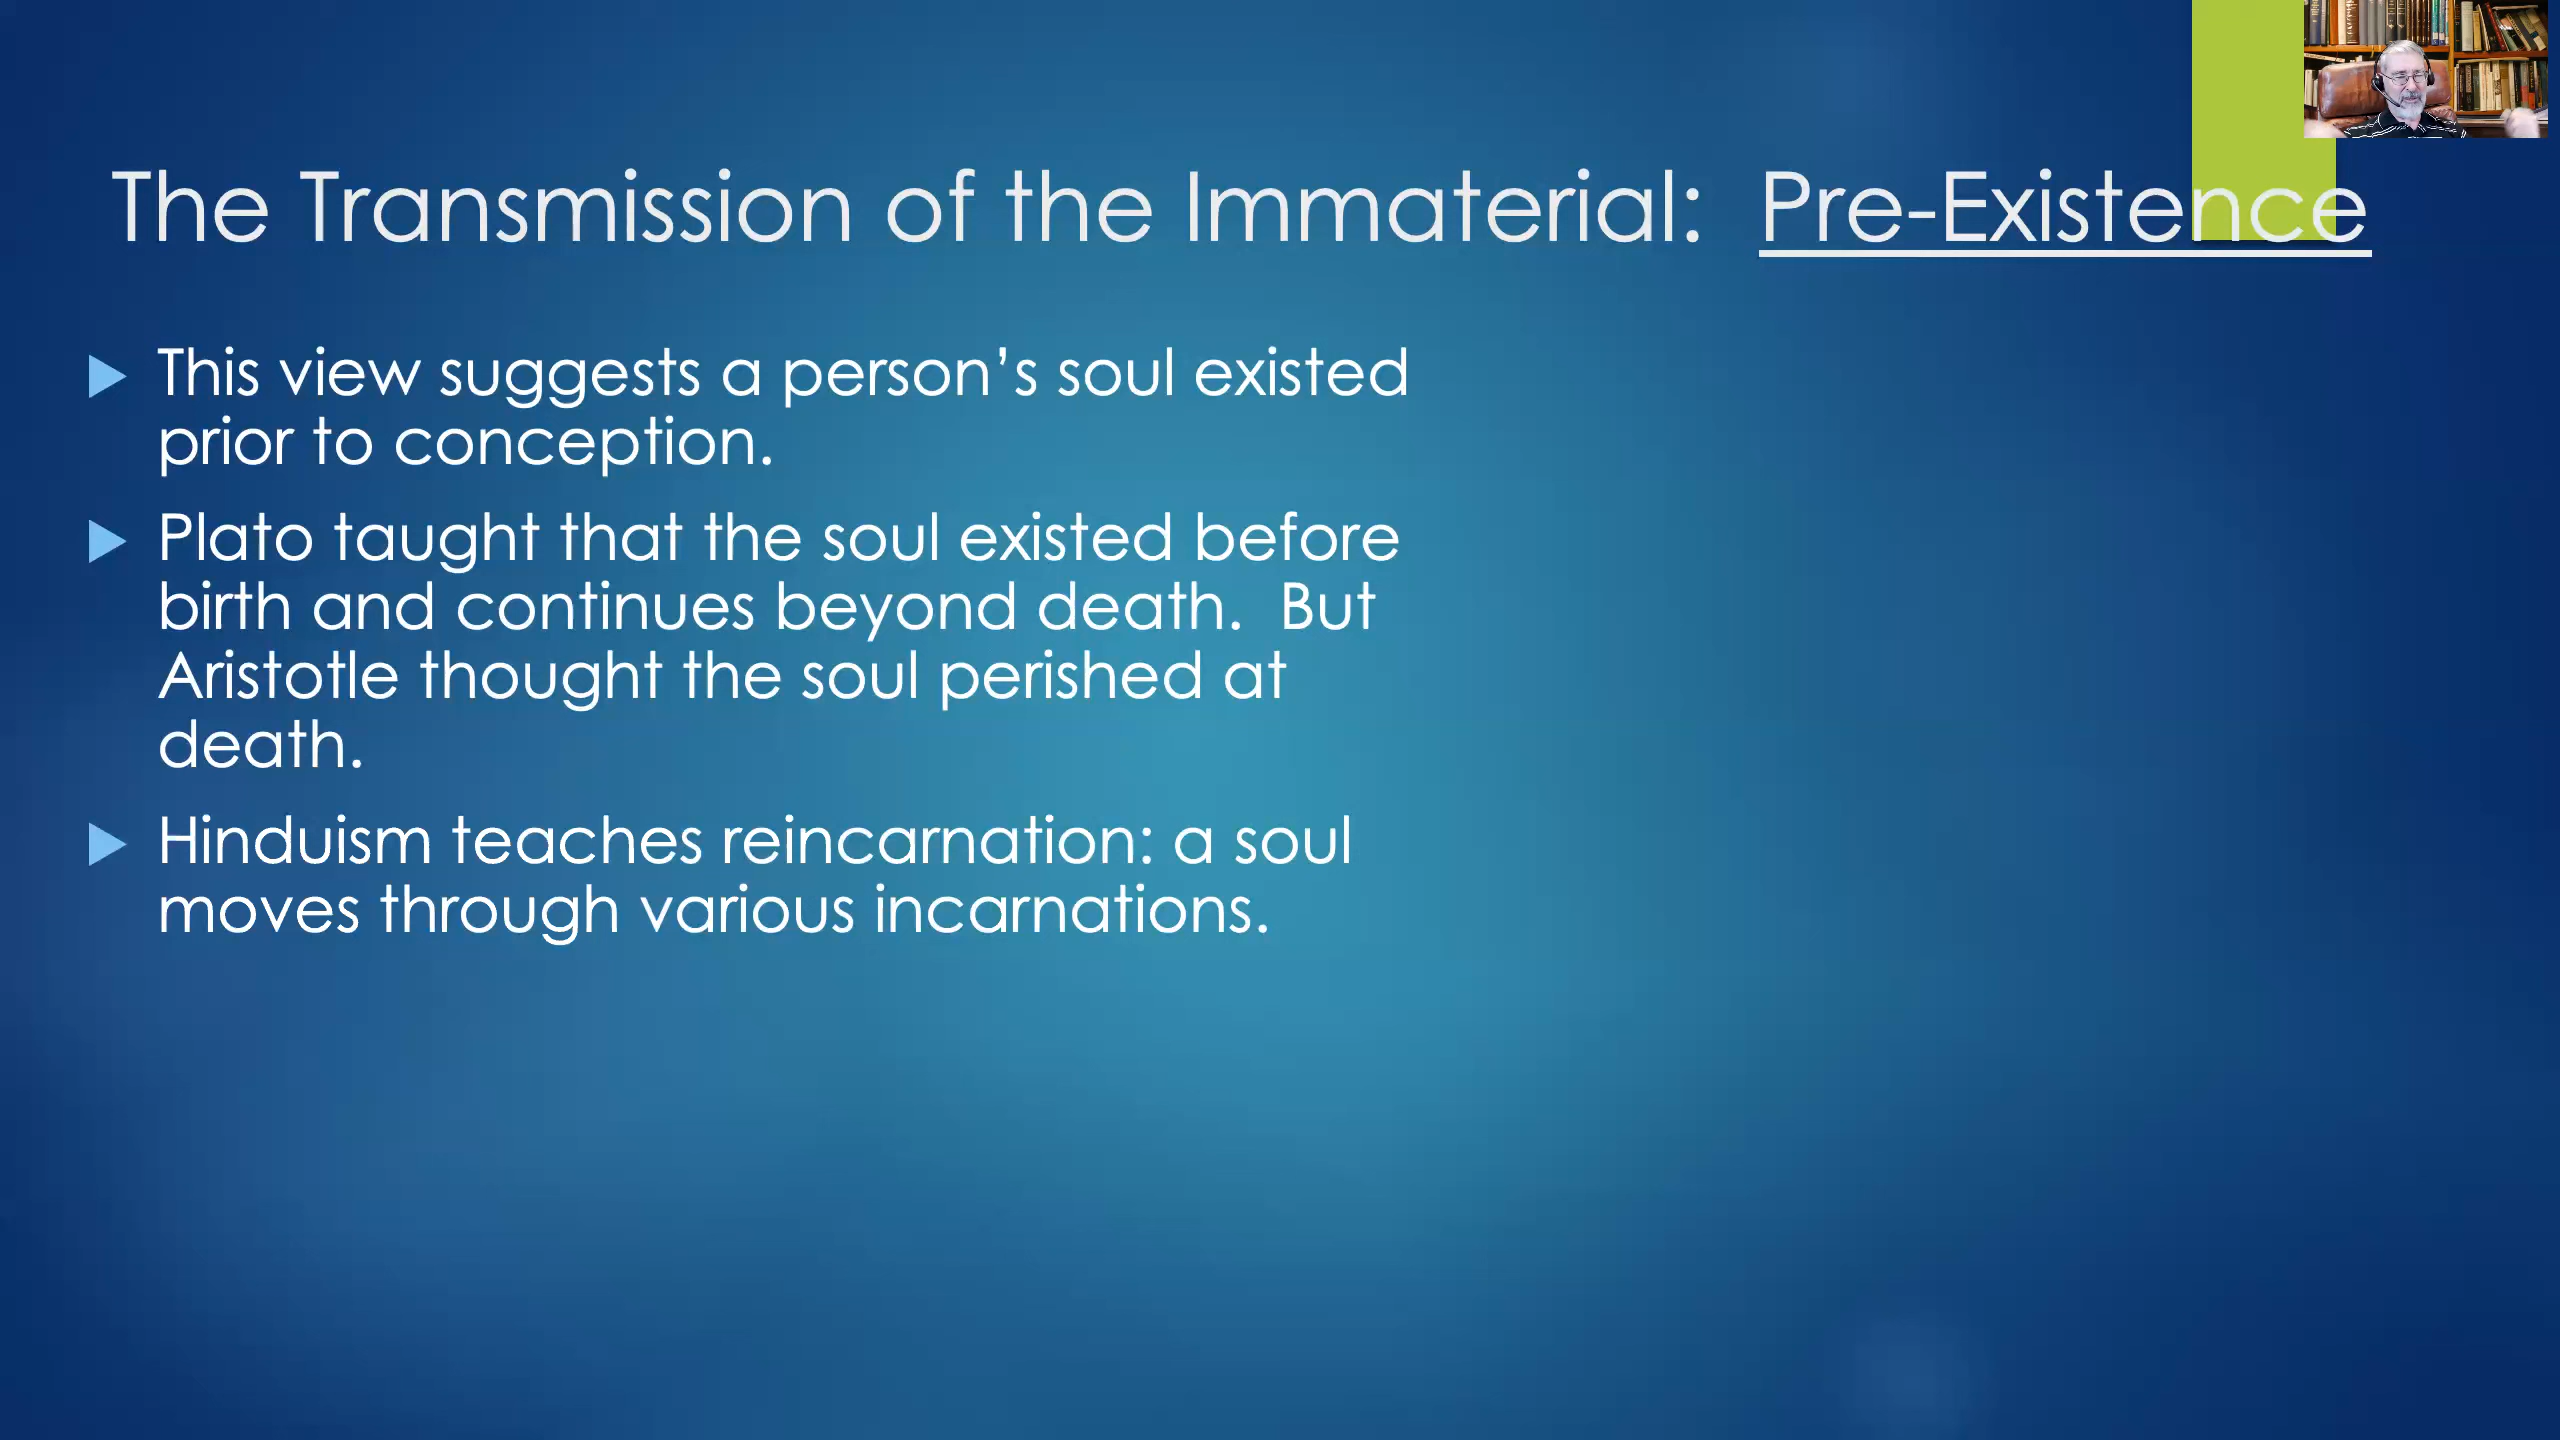 The Transmission of the Immaterial:  Pre-Existence
This view suggests a person’s soul existed
prior to conception.
Plato taught that the soul existed before
birth and continues beyond death.  But
Aristotle thought the soul perished at
death.
Hinduism teaches reincarnation: a soul
moves through various incarnations.